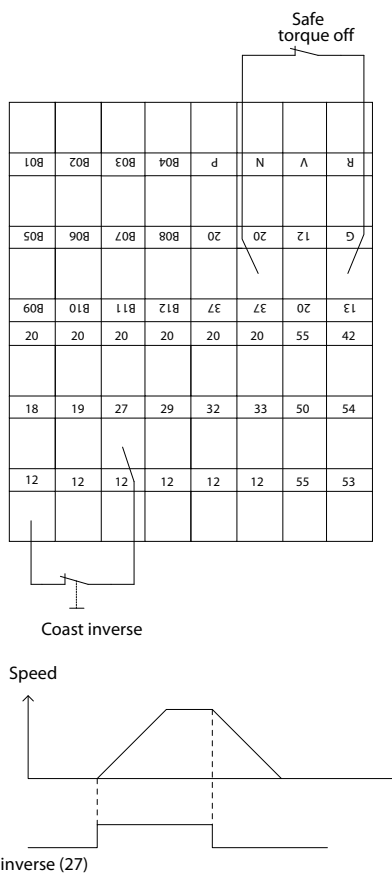 Safe
torque off
B01 B02 B03 B04 P N V R
B05 B06 B07 B08 20 20 12 G
B09 B10 B11 B12 37 37 20 13
20 20 20 20 20 20 55 42
18 19 27 29 32 33 50 54
12 12 12 12 12 12 55 53
Coast inverse
Speed
inverse (27)